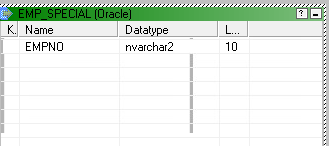 EMP_SPECIAL (Oracle)
K. Name Datatype L...
EMPNO nvarchar2 10